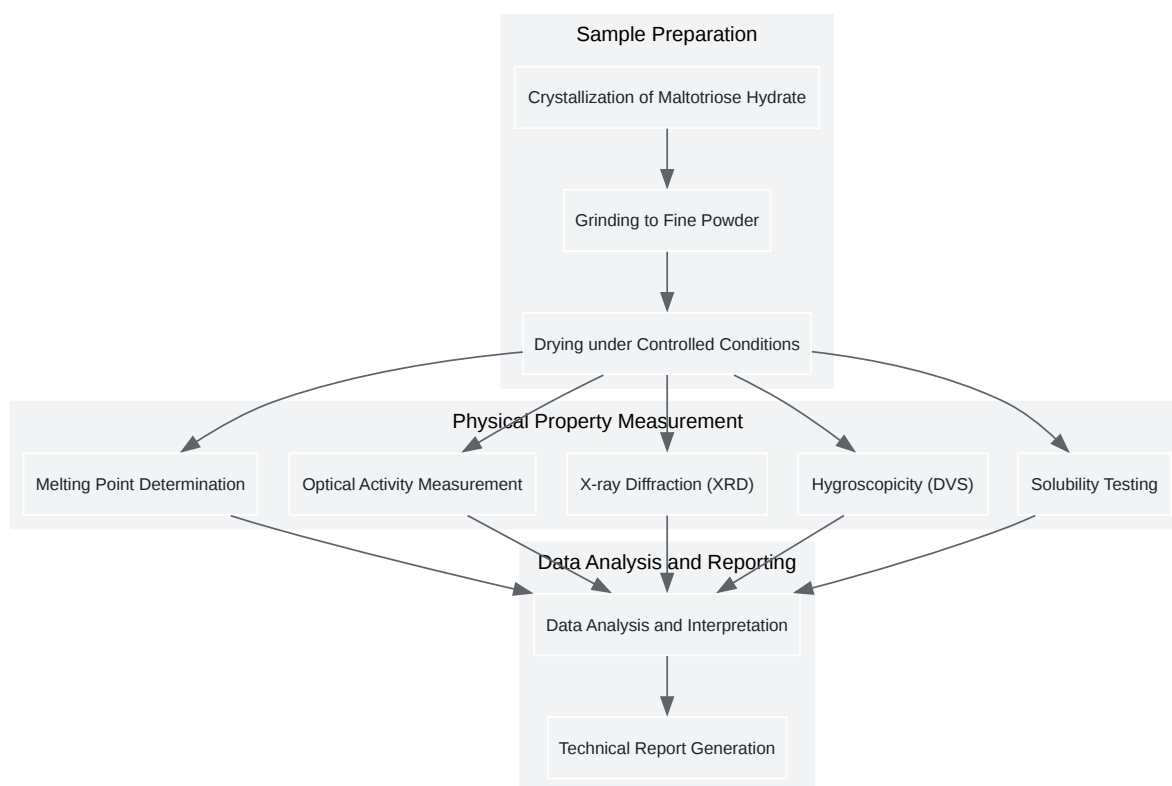 Sample Preparation
Crystallization of Maltotriose Hydrate
Grinding to Fine Powder
Drying under Controlled Conditions
Physical Property Measurement
Melting Point Determination
Optical Activity Measurement
X-ray Diffraction (XRD)
Hygroscopicity (DVS)
Solubility Testing
Data Analysis and Reporting
Data Analysis and Interpretation
Technical Report Generation